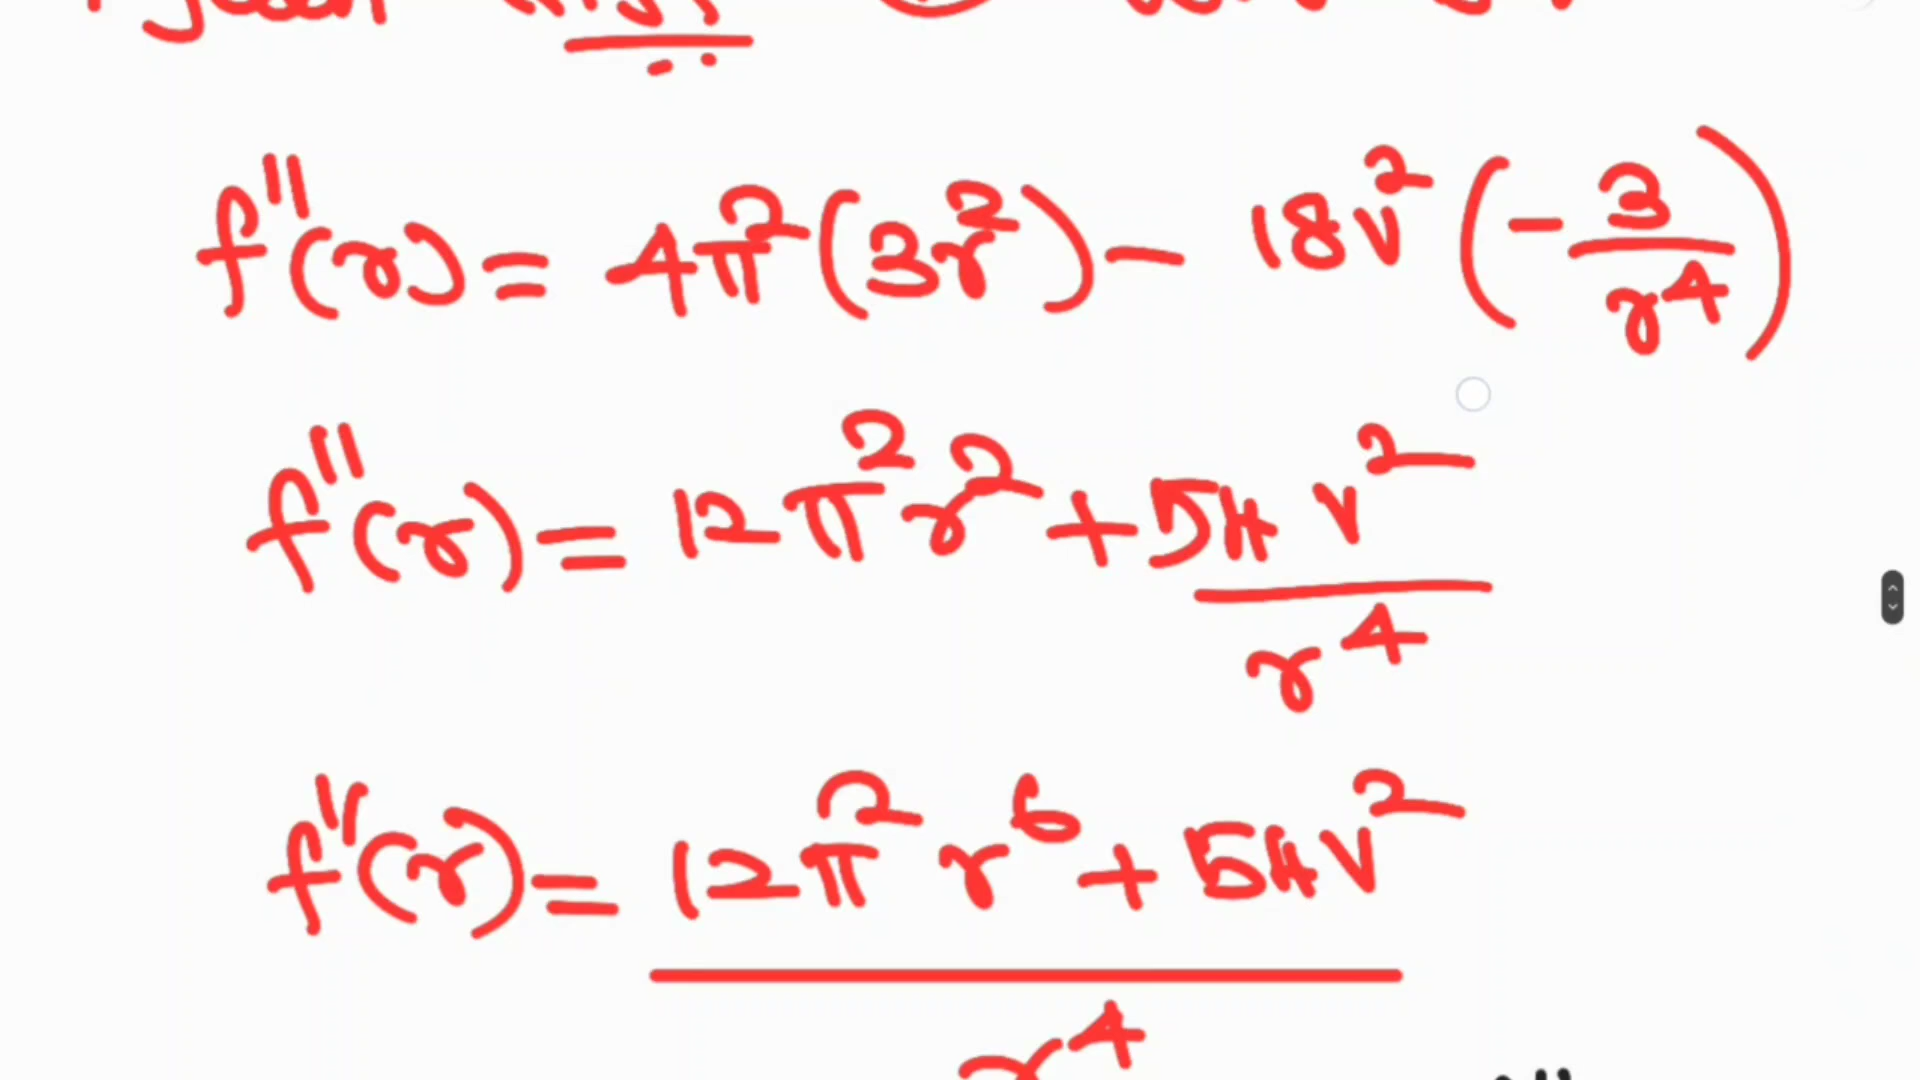 f''(r) = 4π²(3r²) - 18v²(-3/r⁴)
f''(r) = 12π²r² + 54v²/r⁴
f''(r) = 12π²r⁶ + 54v²/r⁴